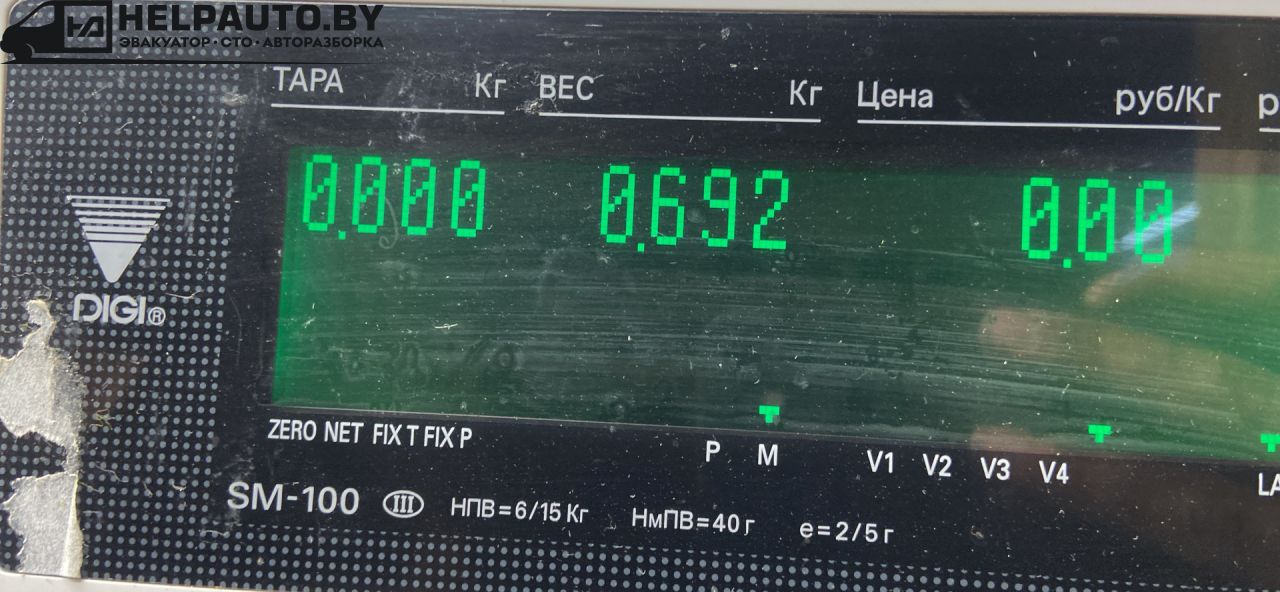 HELPAUTO.BY
ЭВАКУАТОР · СТО · АВТОРАЗБОРКА
ТАРА Кг ВЕС Кг Цена руб/Кг
0.000 0.692 0.00
DIGI®
ZERO NET FIX T FIX P P M V1 V2 V3 V4
SM-100 III НПВ=6/15 Кг НмПВ=40 г e=2/5 г